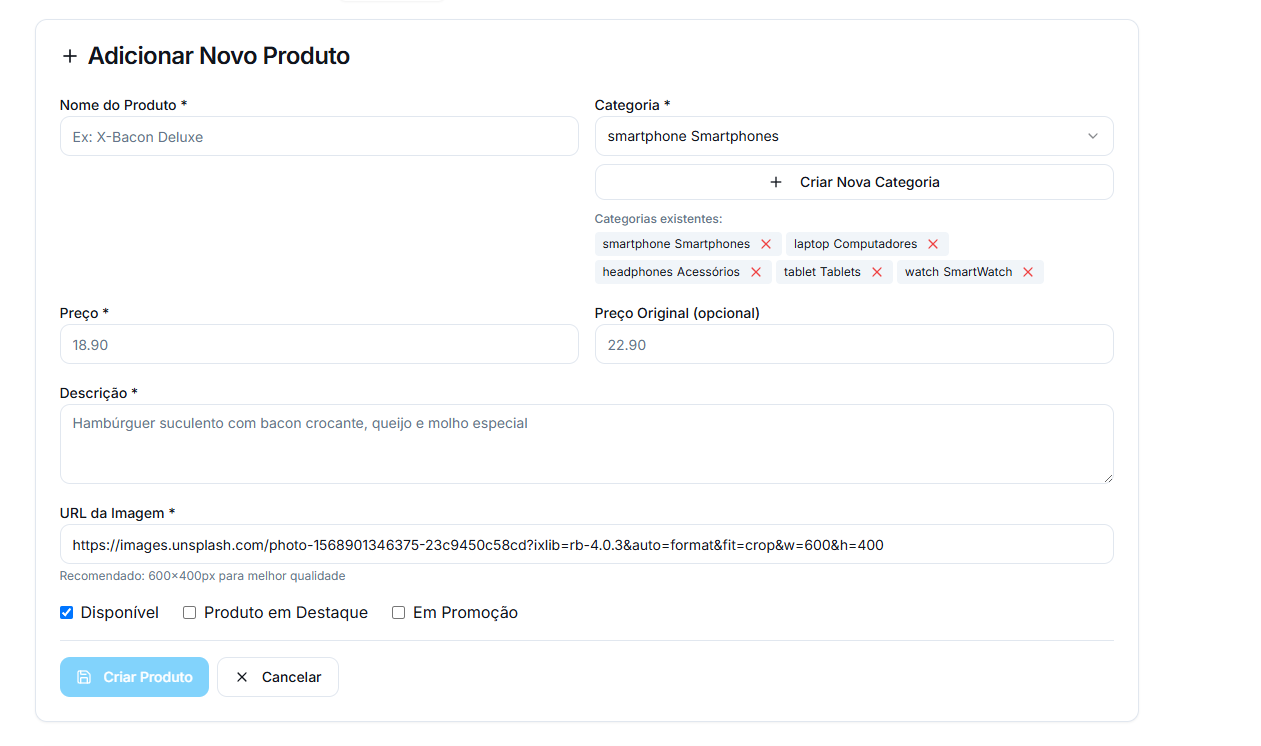 Adicionar Novo Produto
Nome do Produto *
Ex: X-Bacon Deluxe
Categoria *
smartphone Smartphones
Criar Nova Categoria
Categorias existentes:
smartphone Smartphones
laptop Computadores
headphones Acessórios
tablet Tablets
watch SmartWatch
Preço *
18.90
Preço Original (opcional)
22.90
Descrição *
Hambúrguer suculento com bacon crocante, queijo e molho especial
URL da Imagem *
https://images.unsplash.com/photo-1568901346375-23c9450c58cd?ixlib=rb-4.0.3&auto=format&fit=crop&w=600&h=400
Recomendado: 600x400px para melhor qualidade
Disponível
Produto em Destaque
Em Promoção
Criar Produto
Cancelar